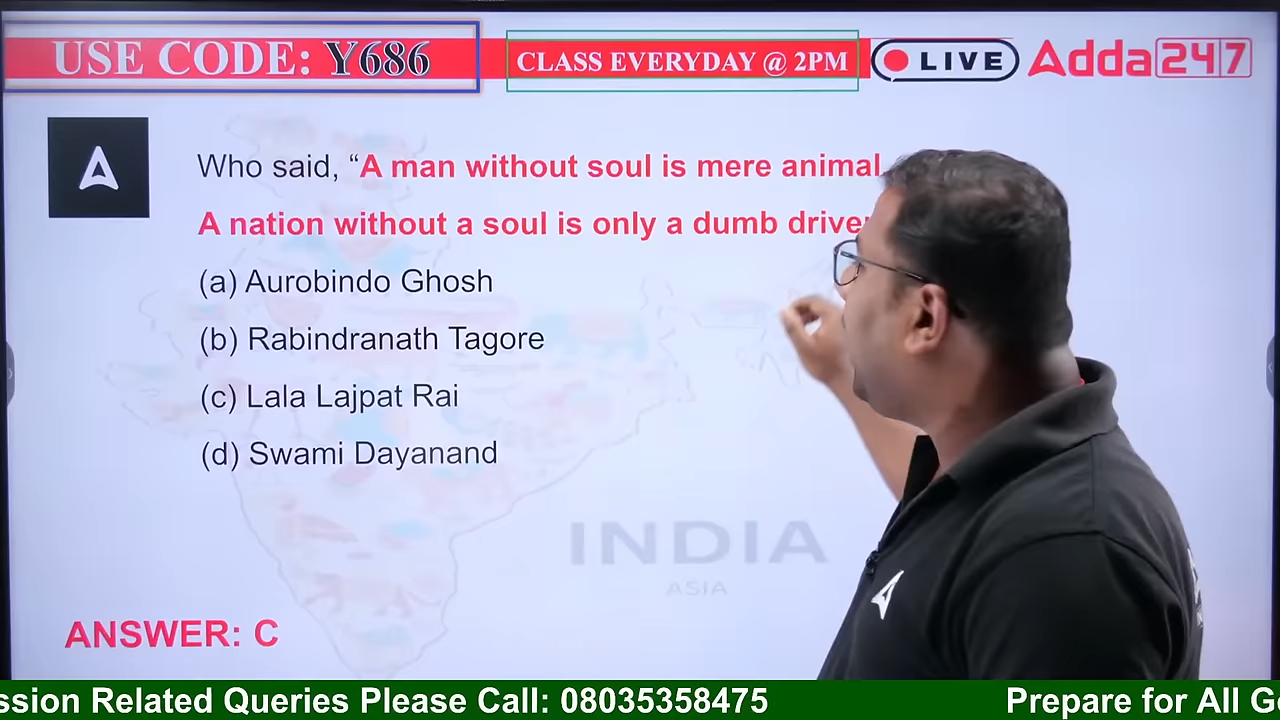 USE CODE: Y686
CLASS EVERYDAY @ 2PM
LIVE
Adda247
Who said, “A man without soul is mere animal.
A nation without a soul is only a dumb drive
(a) Aurobindo Ghosh
(b) Rabindranath Tagore
(c) Lala Lajpat Rai
(d) Swami Dayanand
INDIA
ASIA
ANSWER: C
ssion Related Queries Please Call: 08035358475
Prepare for All G